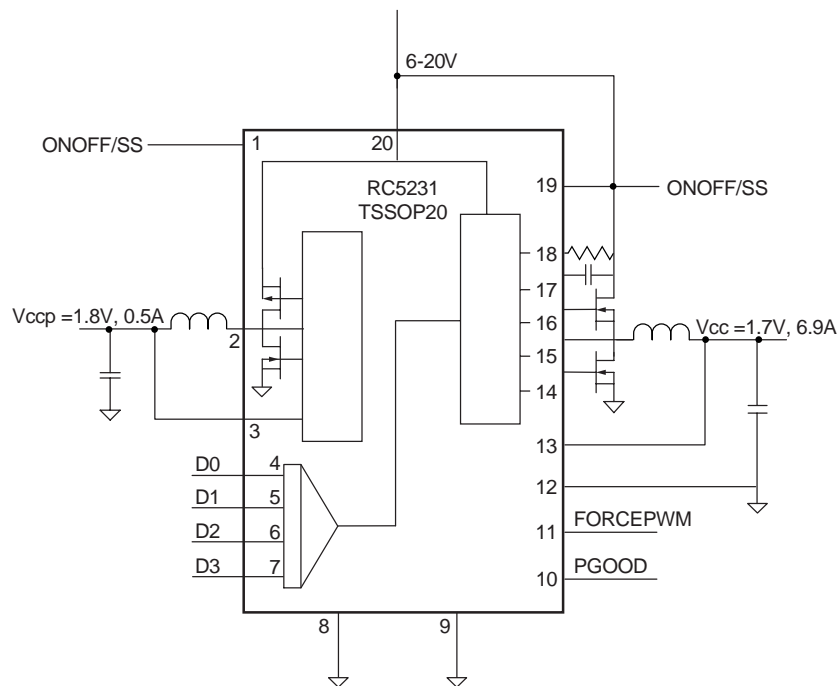 6-20V
ONOFF/SS
1
20
RC5231
TSSOP20
19
ONOFF/SS
18
17
16
15
14
13
12
11
10
Vccp =1.8V, 0.5A
2
3
Vcc = 1.7V, 6.9A
D0
4
D1
5
D2
6
D3
7
FORCEPWM
PGOOD
8
9